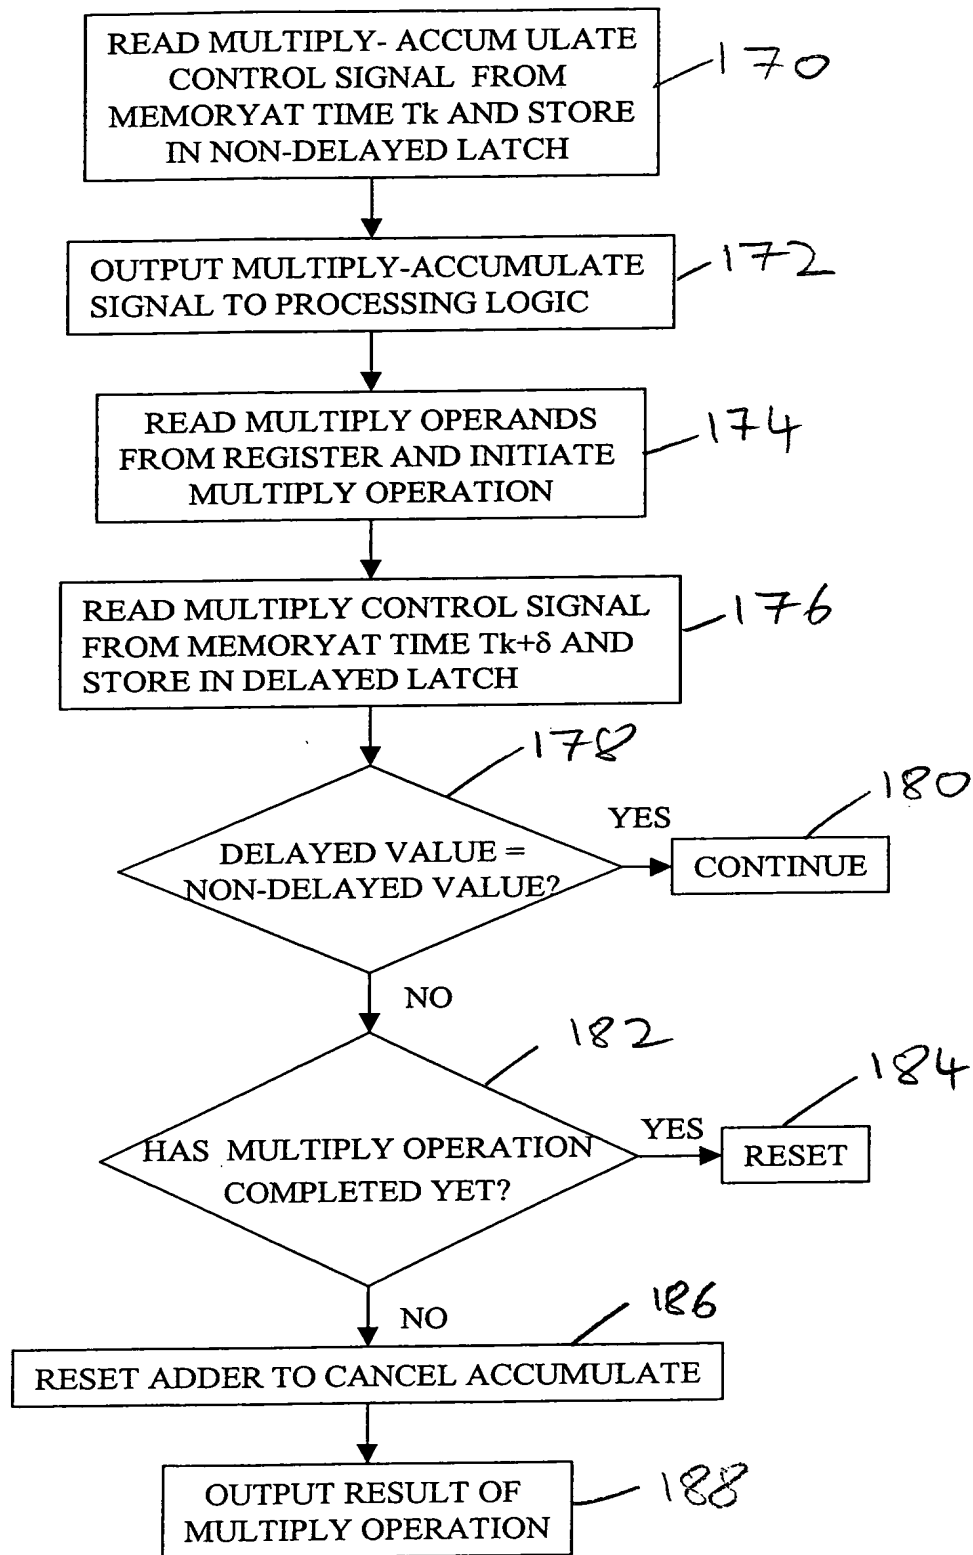 READ MULTIPLY- ACCUM ULATE
CONTROL SIGNAL FROM
MEMORYAT TIME Tk AND STORE
IN NON-DELAYED LATCH
170
OUTPUT MULTIPLY-ACCUMULATE
SIGNAL TO PROCESSING LOGIC
172
READ MULTIPLY OPERANDS
FROM REGISTER AND INITIATE
MULTIPLY OPERATION
174
READ MULTIPLY CONTROL SIGNAL
FROM MEMORYAT TIME Tk+δ AND
STORE IN DELAYED LATCH
176
178
DELAYED VALUE =
NON-DELAYED VALUE?
YES
180
CONTINUE
NO
182
HAS MULTIPLY OPERATION
COMPLETED YET?
YES
184
RESET
NO
186
RESET ADDER TO CANCEL ACCUMULATE
OUTPUT RESULT OF
MULTIPLY OPERATION
188